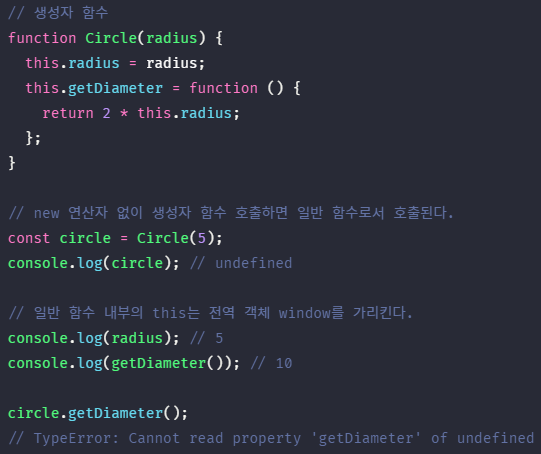 // 생성자 함수
function Circle(radius) {
  this.radius = radius;
  this.getDiameter = function () {
    return 2 * this.radius;
  };
}

// new 연산자 없이 생성자 함수 호출하면 일반 함수로서 호출된다.
const circle = Circle(5);
console.log(circle); // undefined

// 일반 함수 내부의 this는 전역 객체 window를 가리킨다.
console.log(radius); // 5
console.log(getDiameter()); // 10

circle.getDiameter();
// TypeError: Cannot read property 'getDiameter' of undefined